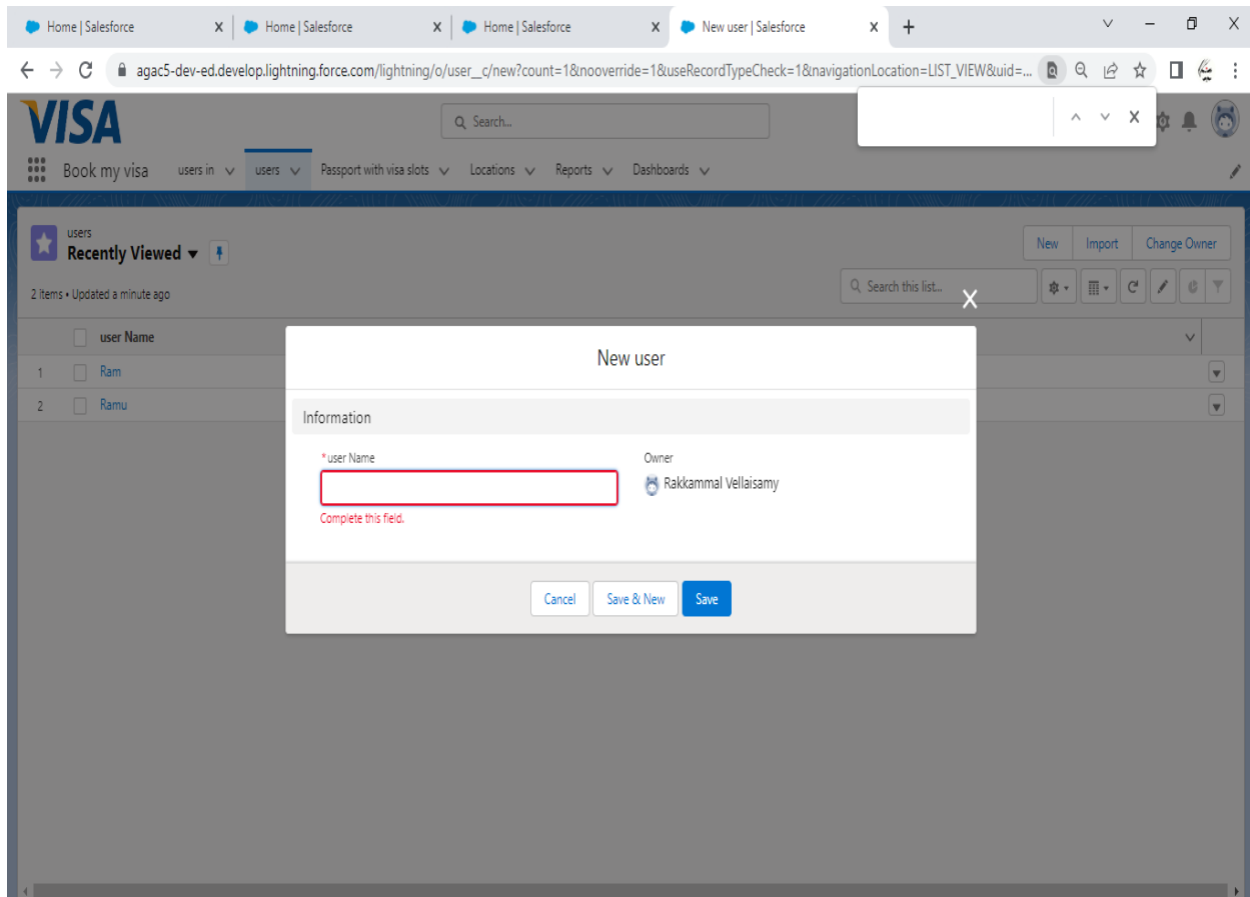 Home | Salesforce
Home | Salesforce
Home | Salesforce
New user | Salesforce
agac5-dev-ed.develop.lightning.force.com/lightning/o/user__c/new?count=1&nooverride=1&useRecordTypeCheck=1&navigationLocation=LIST_VIEW&uid=...
VISA
Search...
Book my visa
users in
users
Passport with visa slots
Locations
Reports
Dashboards
users
Recently Viewed
New
Import
Change Owner
2 items • Updated a minute ago
Search this list...
user Name
1
Ram
2
Ramu
New user
Information
*user Name
Owner
Rakkammal Vellaisamy
Complete this field.
Cancel
Save & New
Save